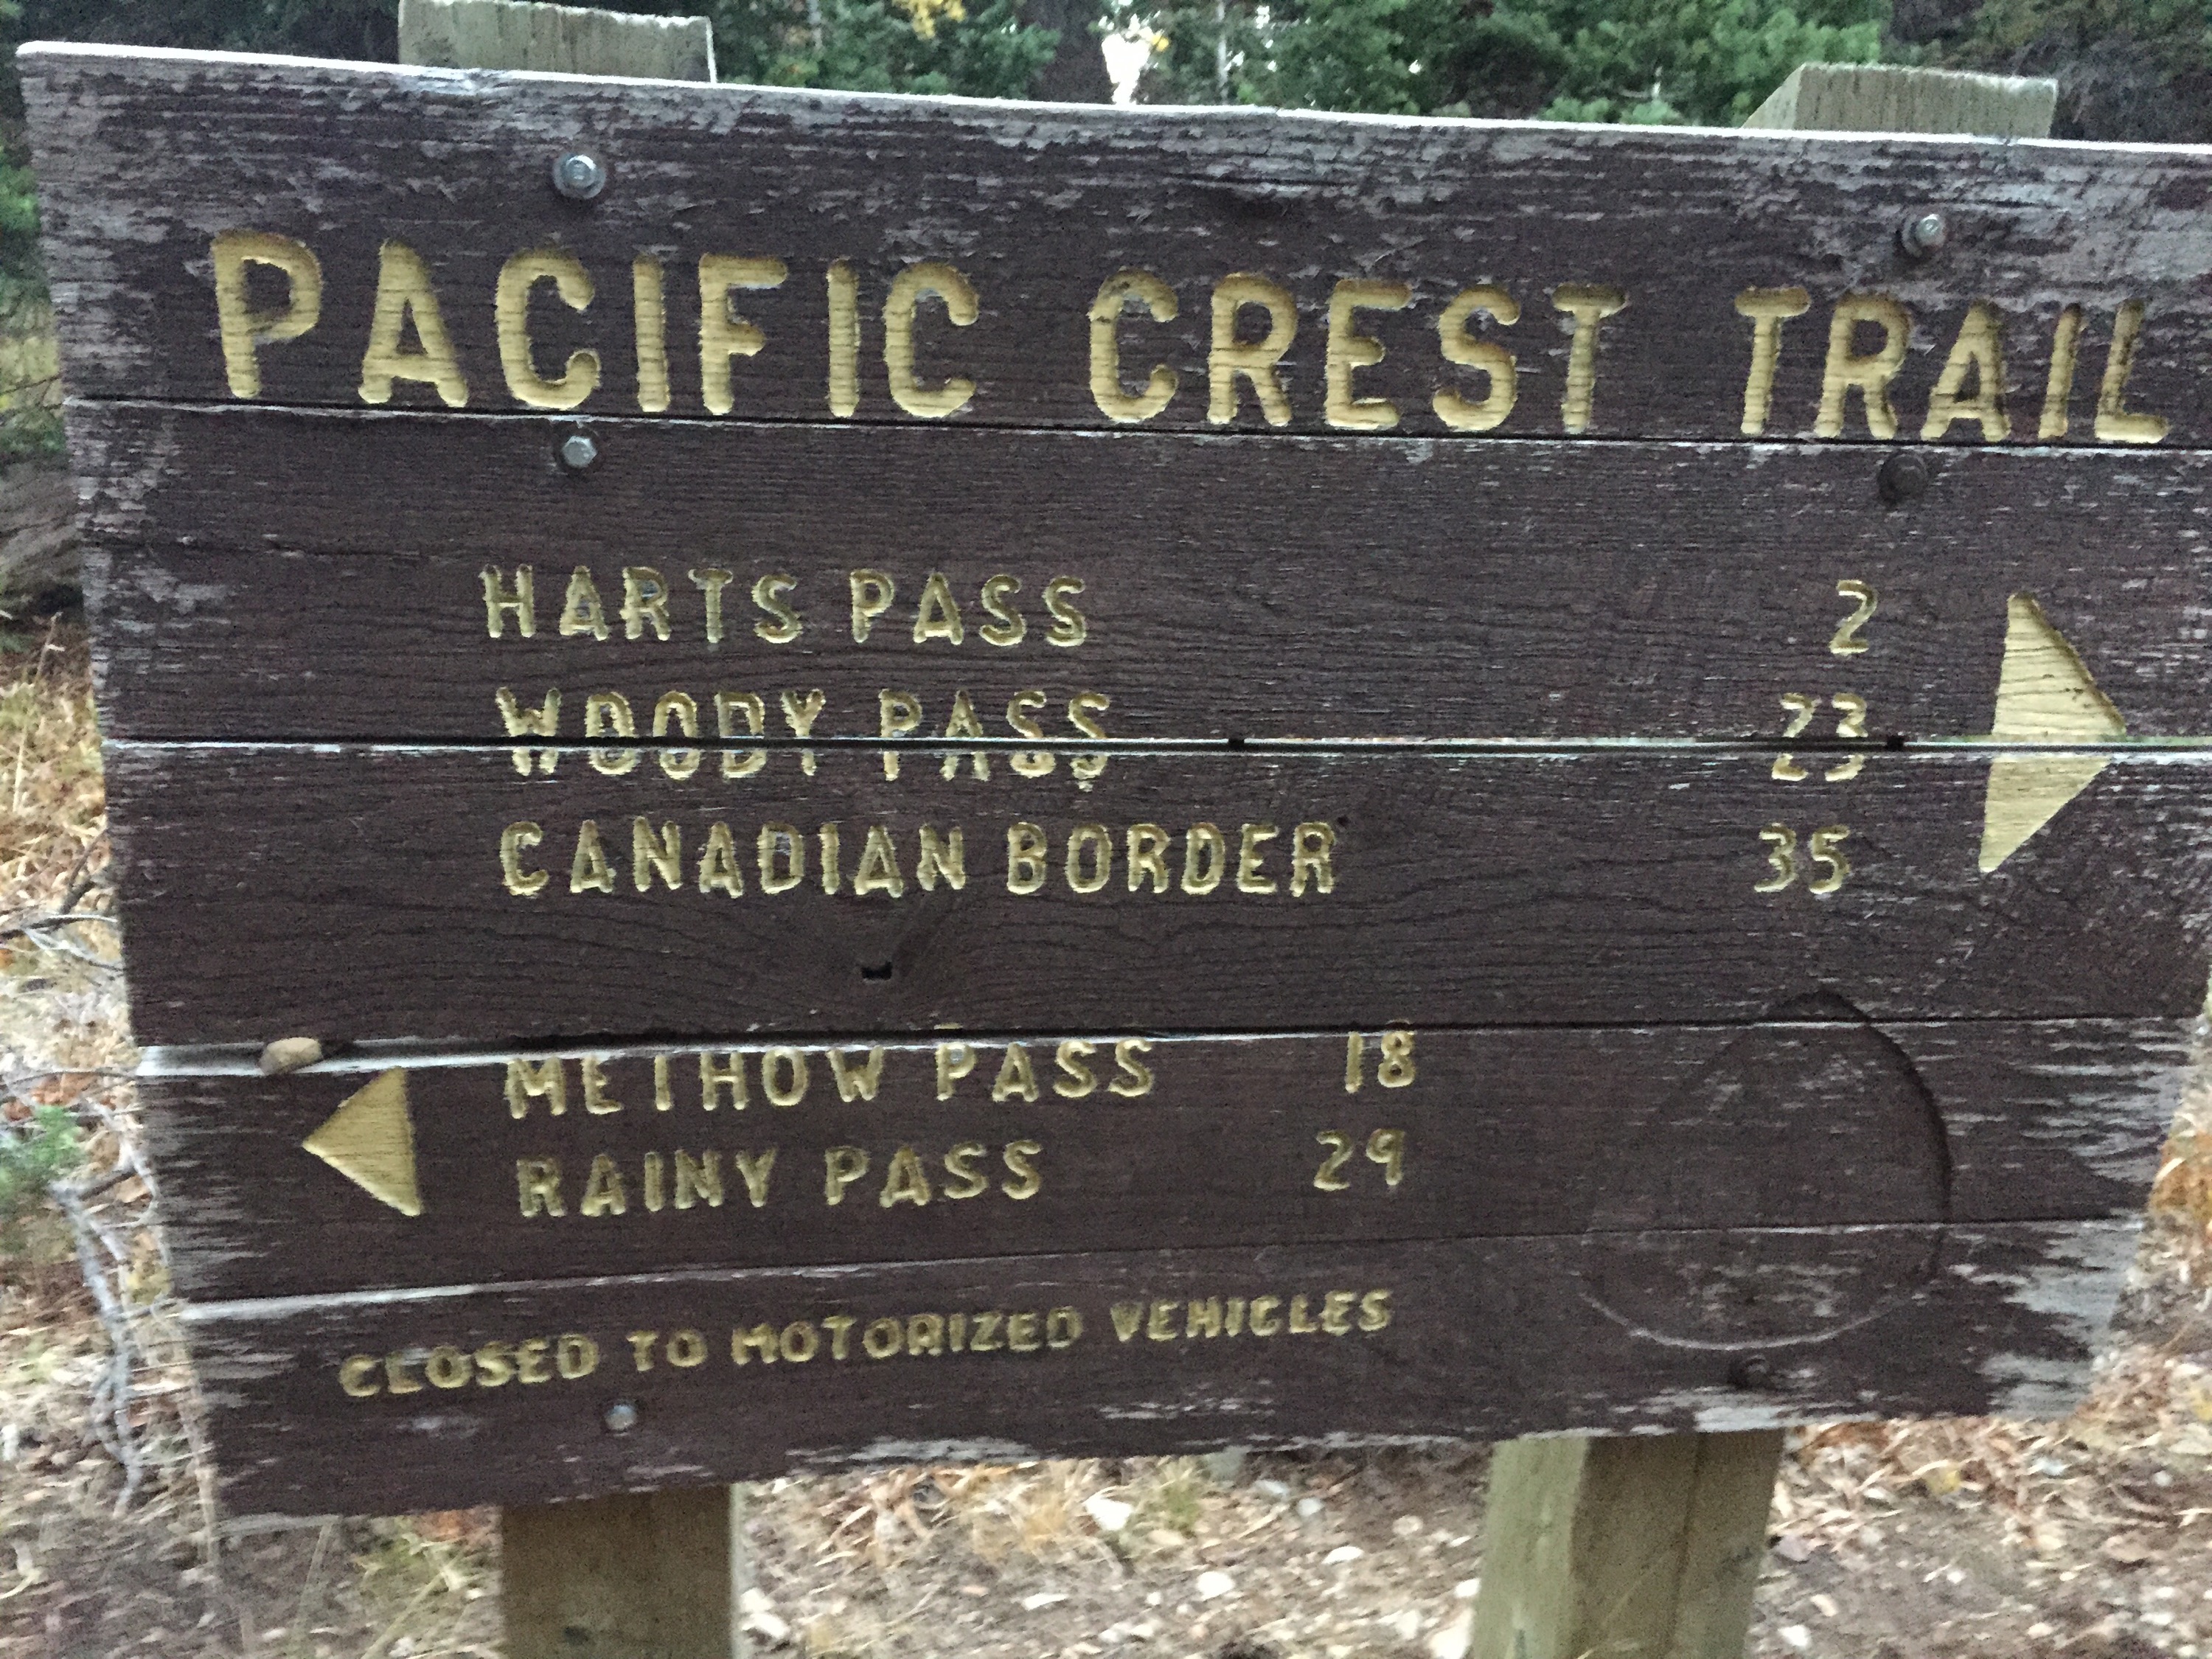 PACIFIC CREST TRAIL
HARTS PASS 2
WOODY PASS 23
CANADIAN BORDER 35
METHOW PASS 18
RAINY PASS 29
CLOSED TO MOTORIZED VEHICLES